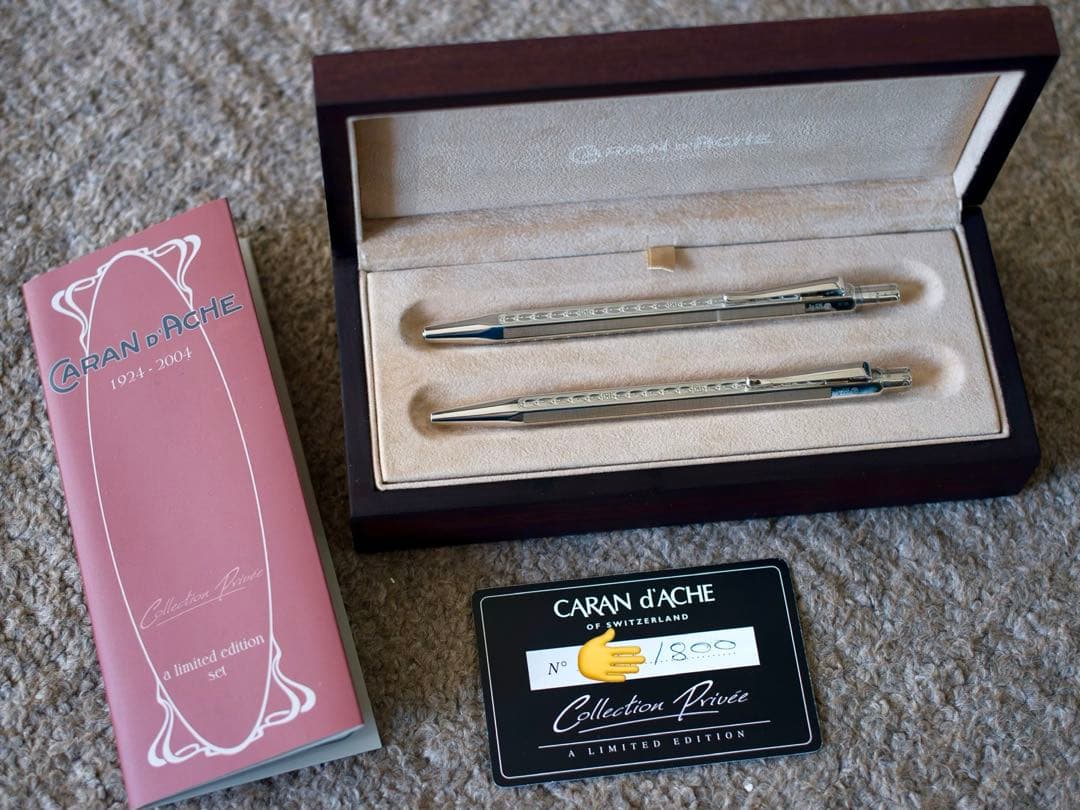 CARAN D'ACHE
CARAN D'ACHE
1924 - 2004
Collection Privée
a limited edition
set
CARAN d'ACHE
OF SWITZERLAND
N° /800
Collection Privée
A LIMITED EDITION